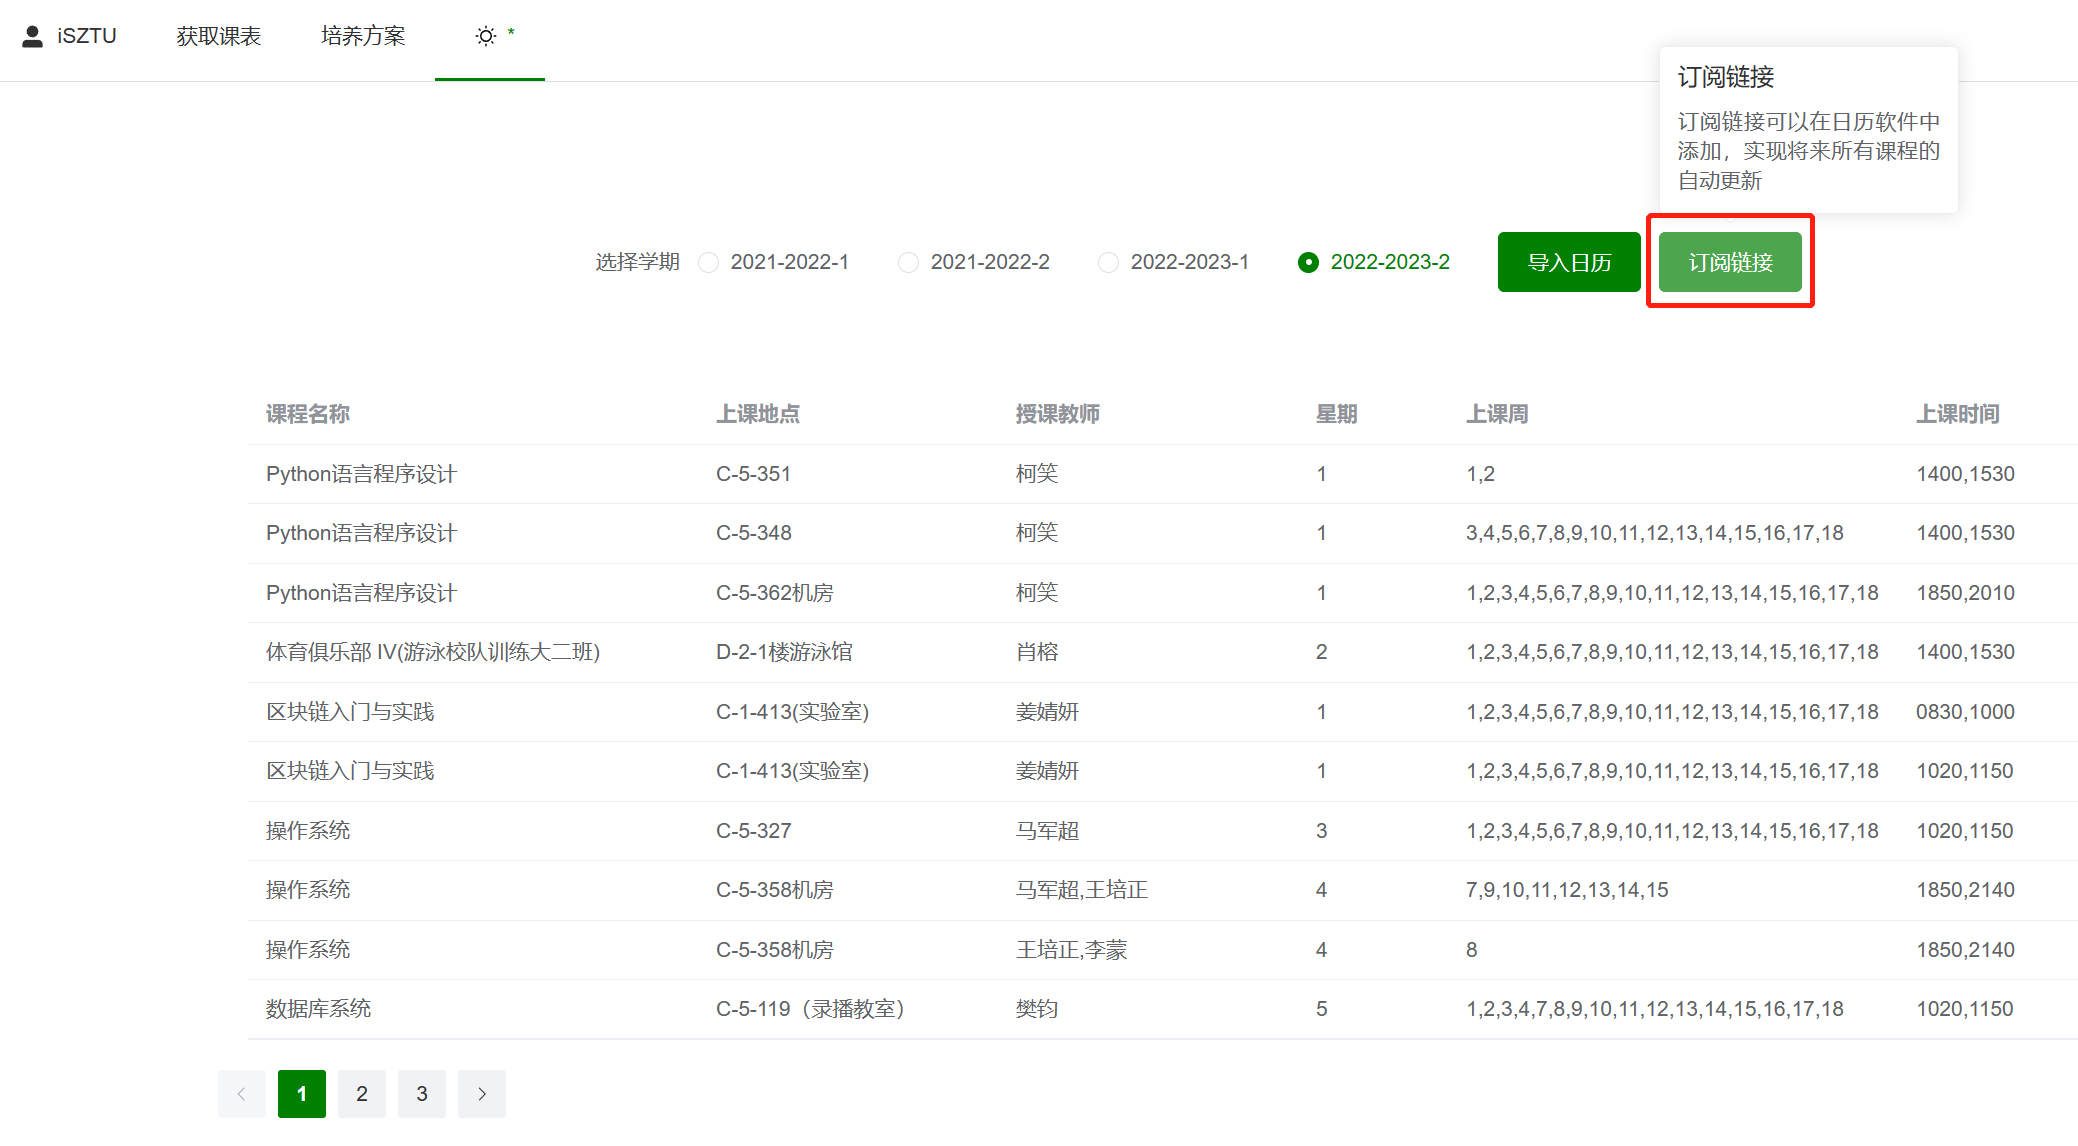 iSZTU 获取课表 培养方案 *
订阅链接
订阅链接可以在日历软件中
添加，实现将来所有课程的
自动更新
选择学期 2021-2022-1 2021-2022-2 2022-2023-1 2022-2023-2 导入日历 订阅链接
课程名称 上课地点 授课教师 星期 上课周 上课时间
Python语言程序设计 C-5-351 柯笑 1 1,2 1400,1530
Python语言程序设计 C-5-348 柯笑 1 3,4,5,6,7,8,9,10,11,12,13,14,15,16,17,18 1400,1530
Python语言程序设计 C-5-362机房 柯笑 1 1,2,3,4,5,6,7,8,9,10,11,12,13,14,15,16,17,18 1850,2010
体育俱乐部 IV(游泳校队训练大二班) D-2-1楼游泳馆 肖榕 2 1,2,3,4,5,6,7,8,9,10,11,12,13,14,15,16,17,18 1400,1530
区块链入门与实践 C-1-413(实验室) 姜婧妍 1 1,2,3,4,5,6,7,8,9,10,11,12,13,14,15,16,17,18 0830,1000
区块链入门与实践 C-1-413(实验室) 姜婧妍 1 1,2,3,4,5,6,7,8,9,10,11,12,13,14,15,16,17,18 1020,1150
操作系统 C-5-327 马军超 3 1,2,3,4,5,6,7,8,9,10,11,12,13,14,15,16,17,18 1020,1150
操作系统 C-5-358机房 马军超,王培正 4 7,9,10,11,12,13,14,15 1850,2140
操作系统 C-5-358机房 王培正,李蒙 4 8 1850,2140
数据库系统 C-5-119（录播教室） 樊钧 5 1,2,3,4,7,8,9,10,11,12,13,14,15,16,17,18 1020,1150
1 2 3